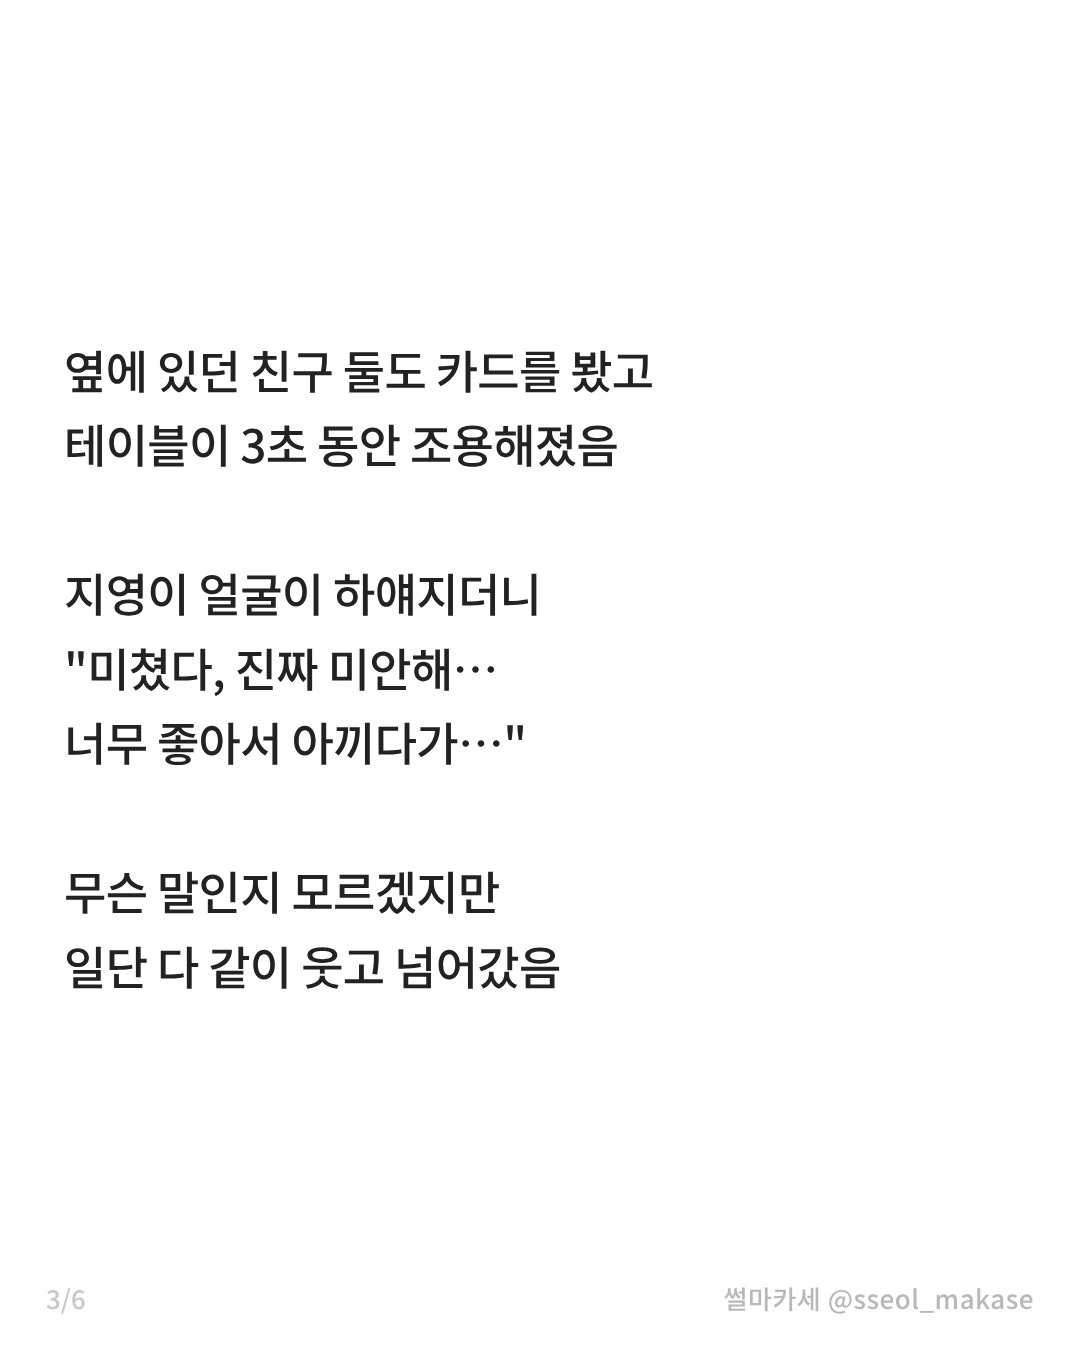 옆에 있던 친구 둘도 카드를 봤고
테이블이 3초 동안 조용해졌음
지영이 얼굴이 하얘지더니
"미쳤다, 진짜 미안해…
너무 좋아서 아끼다가…"
무슨 말인지 모르겠지만
일단 다 같이 웃고 넘어갔음
3/6
썰마카세 @sseol_makase